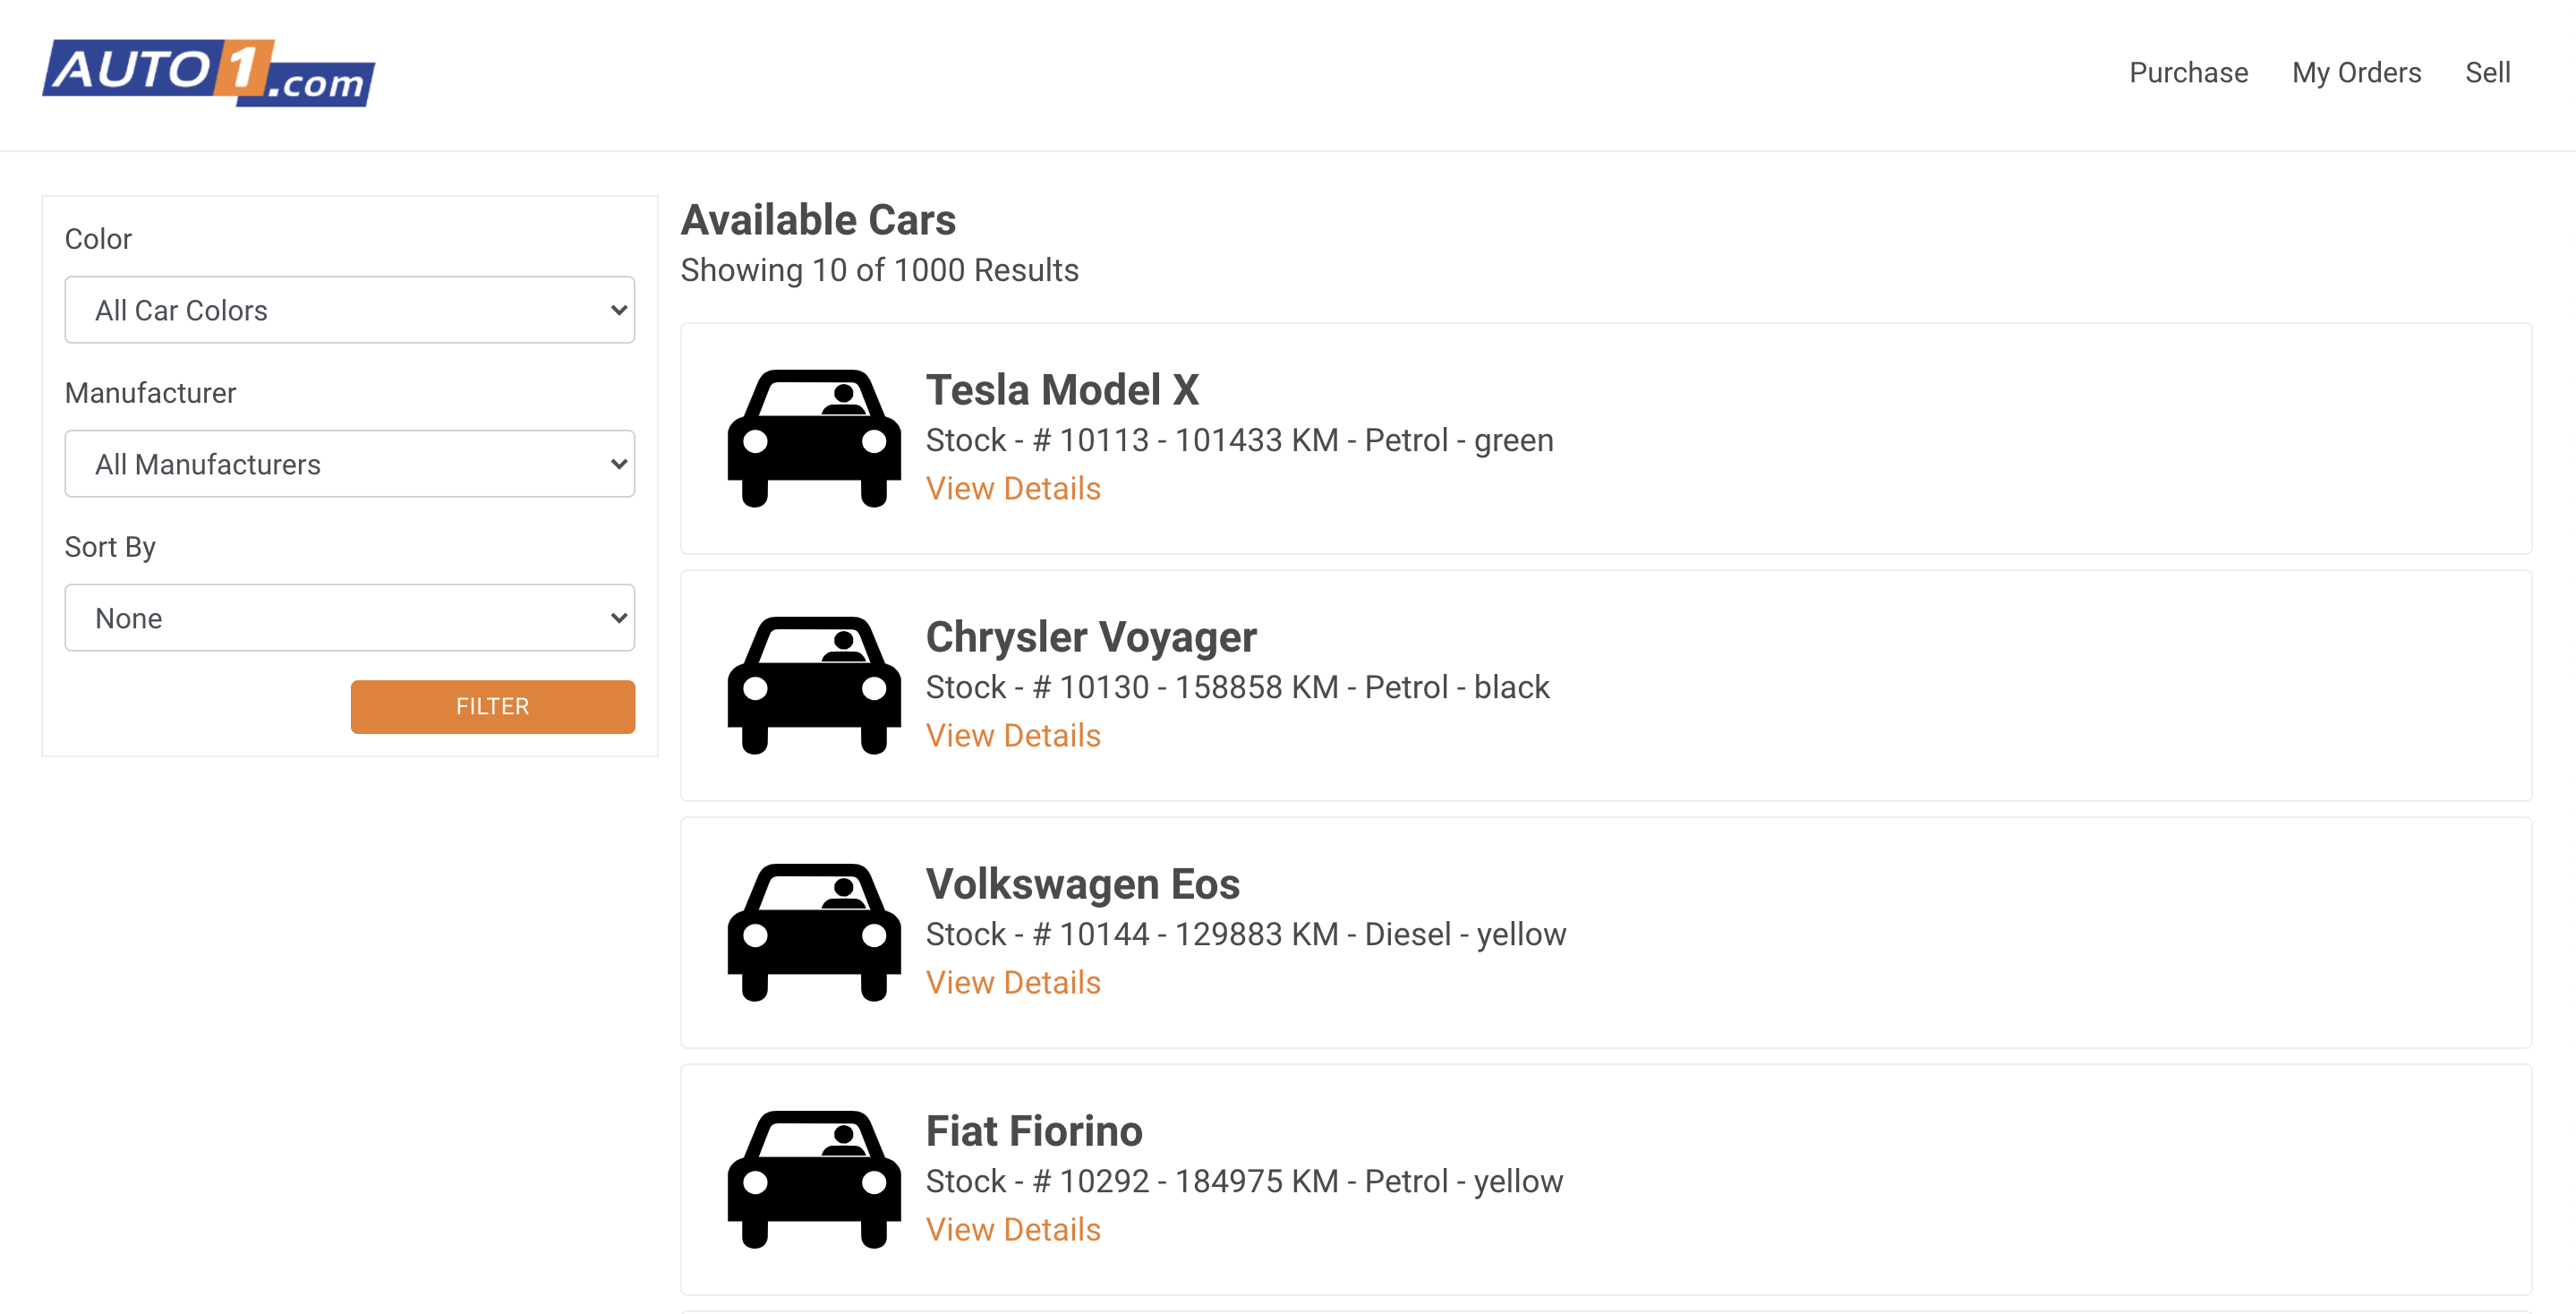 AUTO1.com
Purchase My Orders Sell
Color
All Car Colors
Manufacturer
All Manufacturers
Sort By
None
FILTER
Available Cars
Showing 10 of 1000 Results
Tesla Model X
Stock - # 10113 - 101433 KM - Petrol - green
View Details
Chrysler Voyager
Stock - # 10130 - 158858 KM - Petrol - black
View Details
Volkswagen Eos
Stock - # 10144 - 129883 KM - Diesel - yellow
View Details
Fiat Fiorino
Stock - # 10292 - 184975 KM - Petrol - yellow
View Details